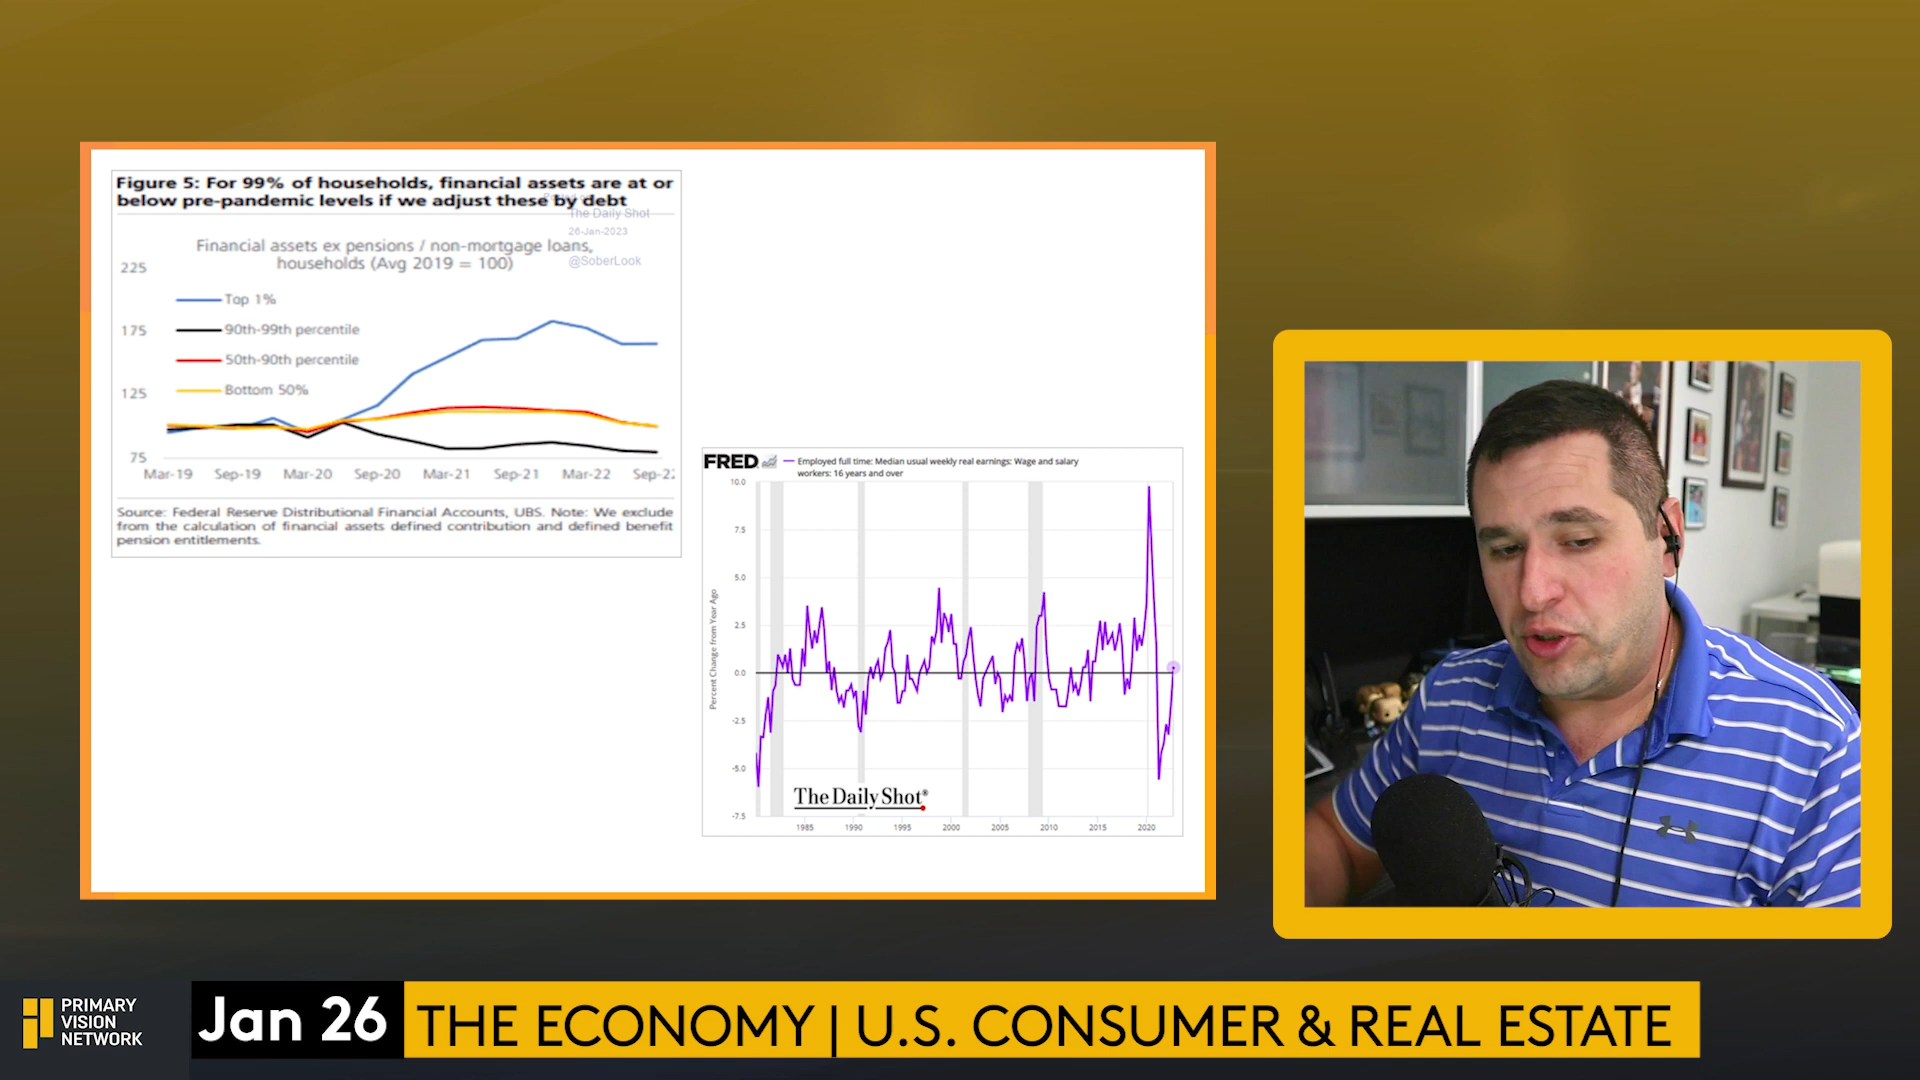 Figure 5: For 99% of households, financial assets are at or
below pre-pandemic levels if we adjust these by debt
The Daily Shot
26-Jan-2023
@SoberLook
Financial assets ex pensions / non-mortgage loans,
households (Avg 2019 = 100)
225
175
125
75
Top 1%
90th-99th percentile
50th-90th percentile
Bottom 50%
Mar-19 Sep-19 Mar-20 Sep-20 Mar-21 Sep-21 Mar-22 Sep-22
Source: Federal Reserve Distributional Financial Accounts, UBS. Note: We exclude
from the calculation of financial assets defined contribution and defined benefit
pension entitlements.
FRED
Employed full time: Median usual weekly real earnings: Wage and salary
workers: 16 years and over
Percent Change from Year Ago
10.0
7.5
5.0
2.5
0.0
-2.5
-5.0
-7.5
The Daily Shot®
1985 1990 1995 2000 2005 2010 2015 2020
PRIMARY
VISION
NETWORK
Jan 26
THE ECONOMY | U.S. CONSUMER & REAL ESTATE